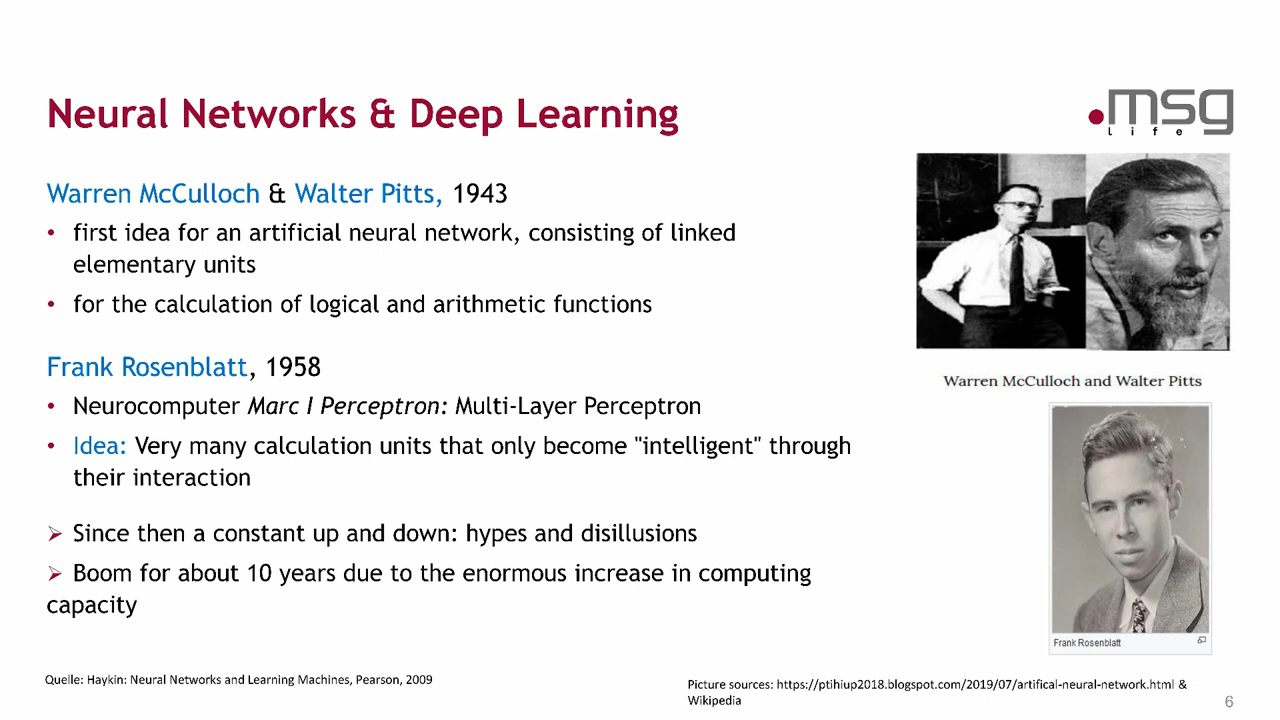 Neural Networks & Deep Learning
msg
life
Warren McCulloch & Walter Pitts, 1943
• first idea for an artificial neural network, consisting of linked
elementary units
• for the calculation of logical and arithmetic functions
Warren McCulloch and Walter Pitts
Frank Rosenblatt, 1958
• Neurocomputer Marc I Perceptron: Multi-Layer Perceptron
• Idea: Very many calculation units that only become "intelligent" through
their interaction
➢ Since then a constant up and down: hypes and disillusions
➢ Boom for about 10 years due to the enormous increase in computing
capacity
Frank Rosenblatt
Quelle: Haykin: Neural Networks and Learning Machines, Pearson, 2009
Picture sources: https://ptihiup2018.blogspot.com/2019/07/artifical-neural-network.html &
Wikipedia
6